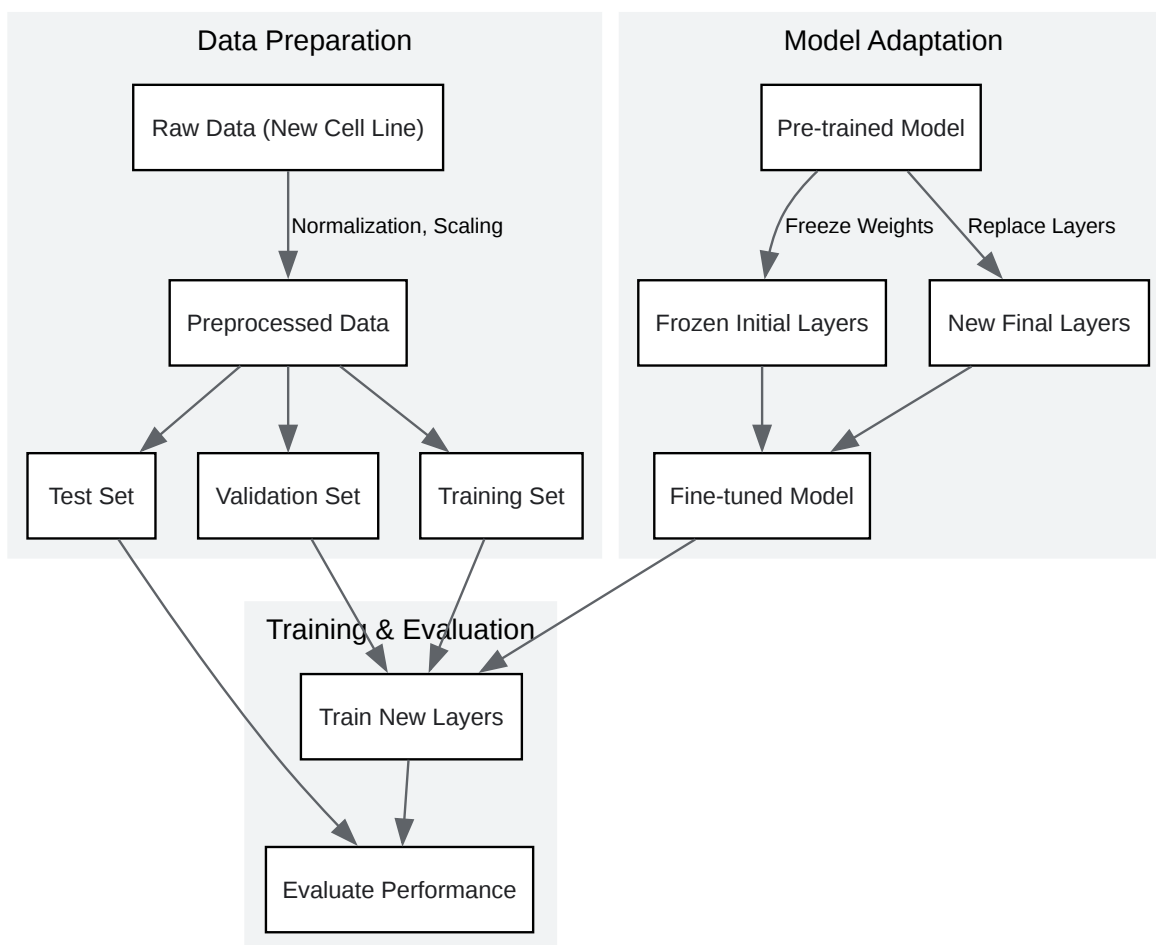 Data Preparation
Raw Data (New Cell Line)
Normalization, Scaling
Preprocessed Data
Test Set
Validation Set
Training Set
Model Adaptation
Pre-trained Model
Freeze Weights
Replace Layers
Frozen Initial Layers
New Final Layers
Fine-tuned Model
Training & Evaluation
Train New Layers
Evaluate Performance